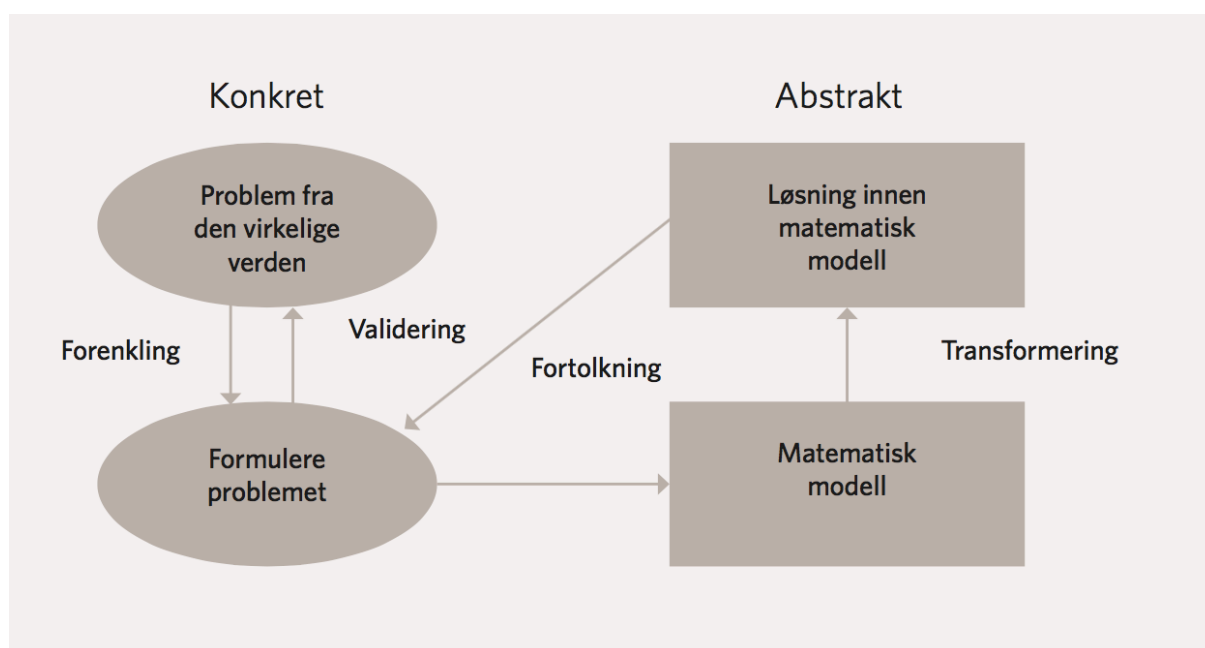 Konkret
Abstrakt
Problem fra
den virkelige
verden
Løsning innen
matematisk
modell
Forenkling
Validering
Fortolkning
Transformering
Formulere
problemet
Matematisk
modell